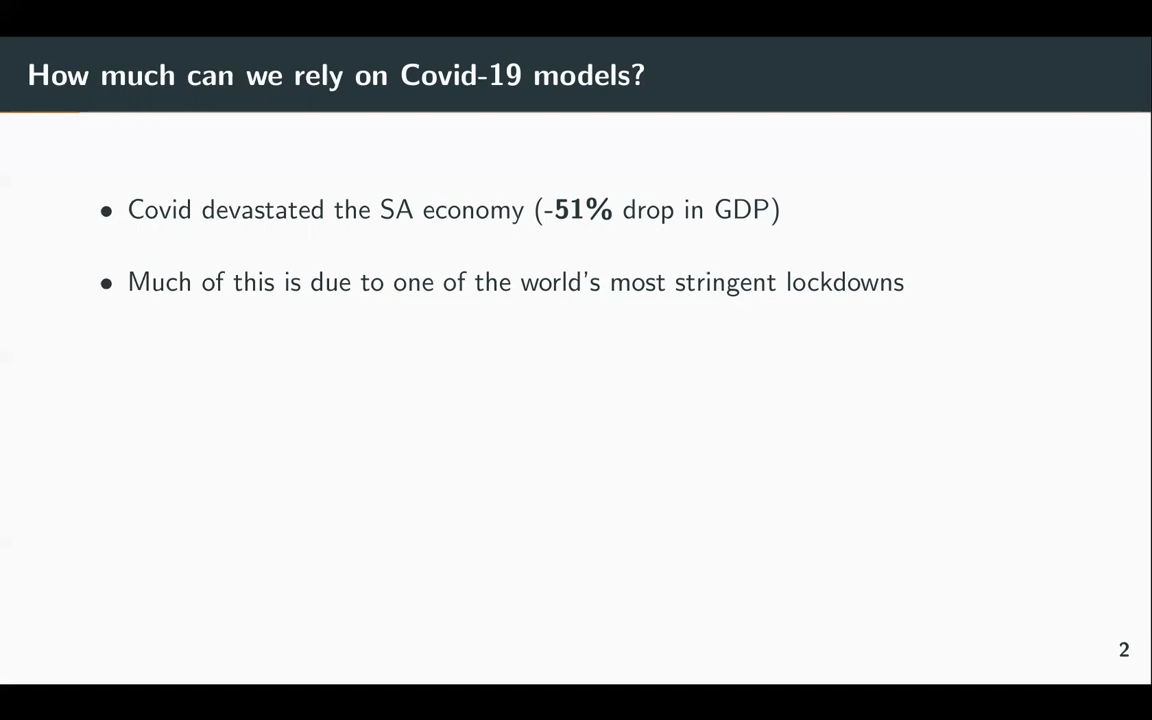 How much can we rely on Covid-19 models?
• Covid devastated the SA economy (-51% drop in GDP)
• Much of this is due to one of the world's most stringent lockdowns
2